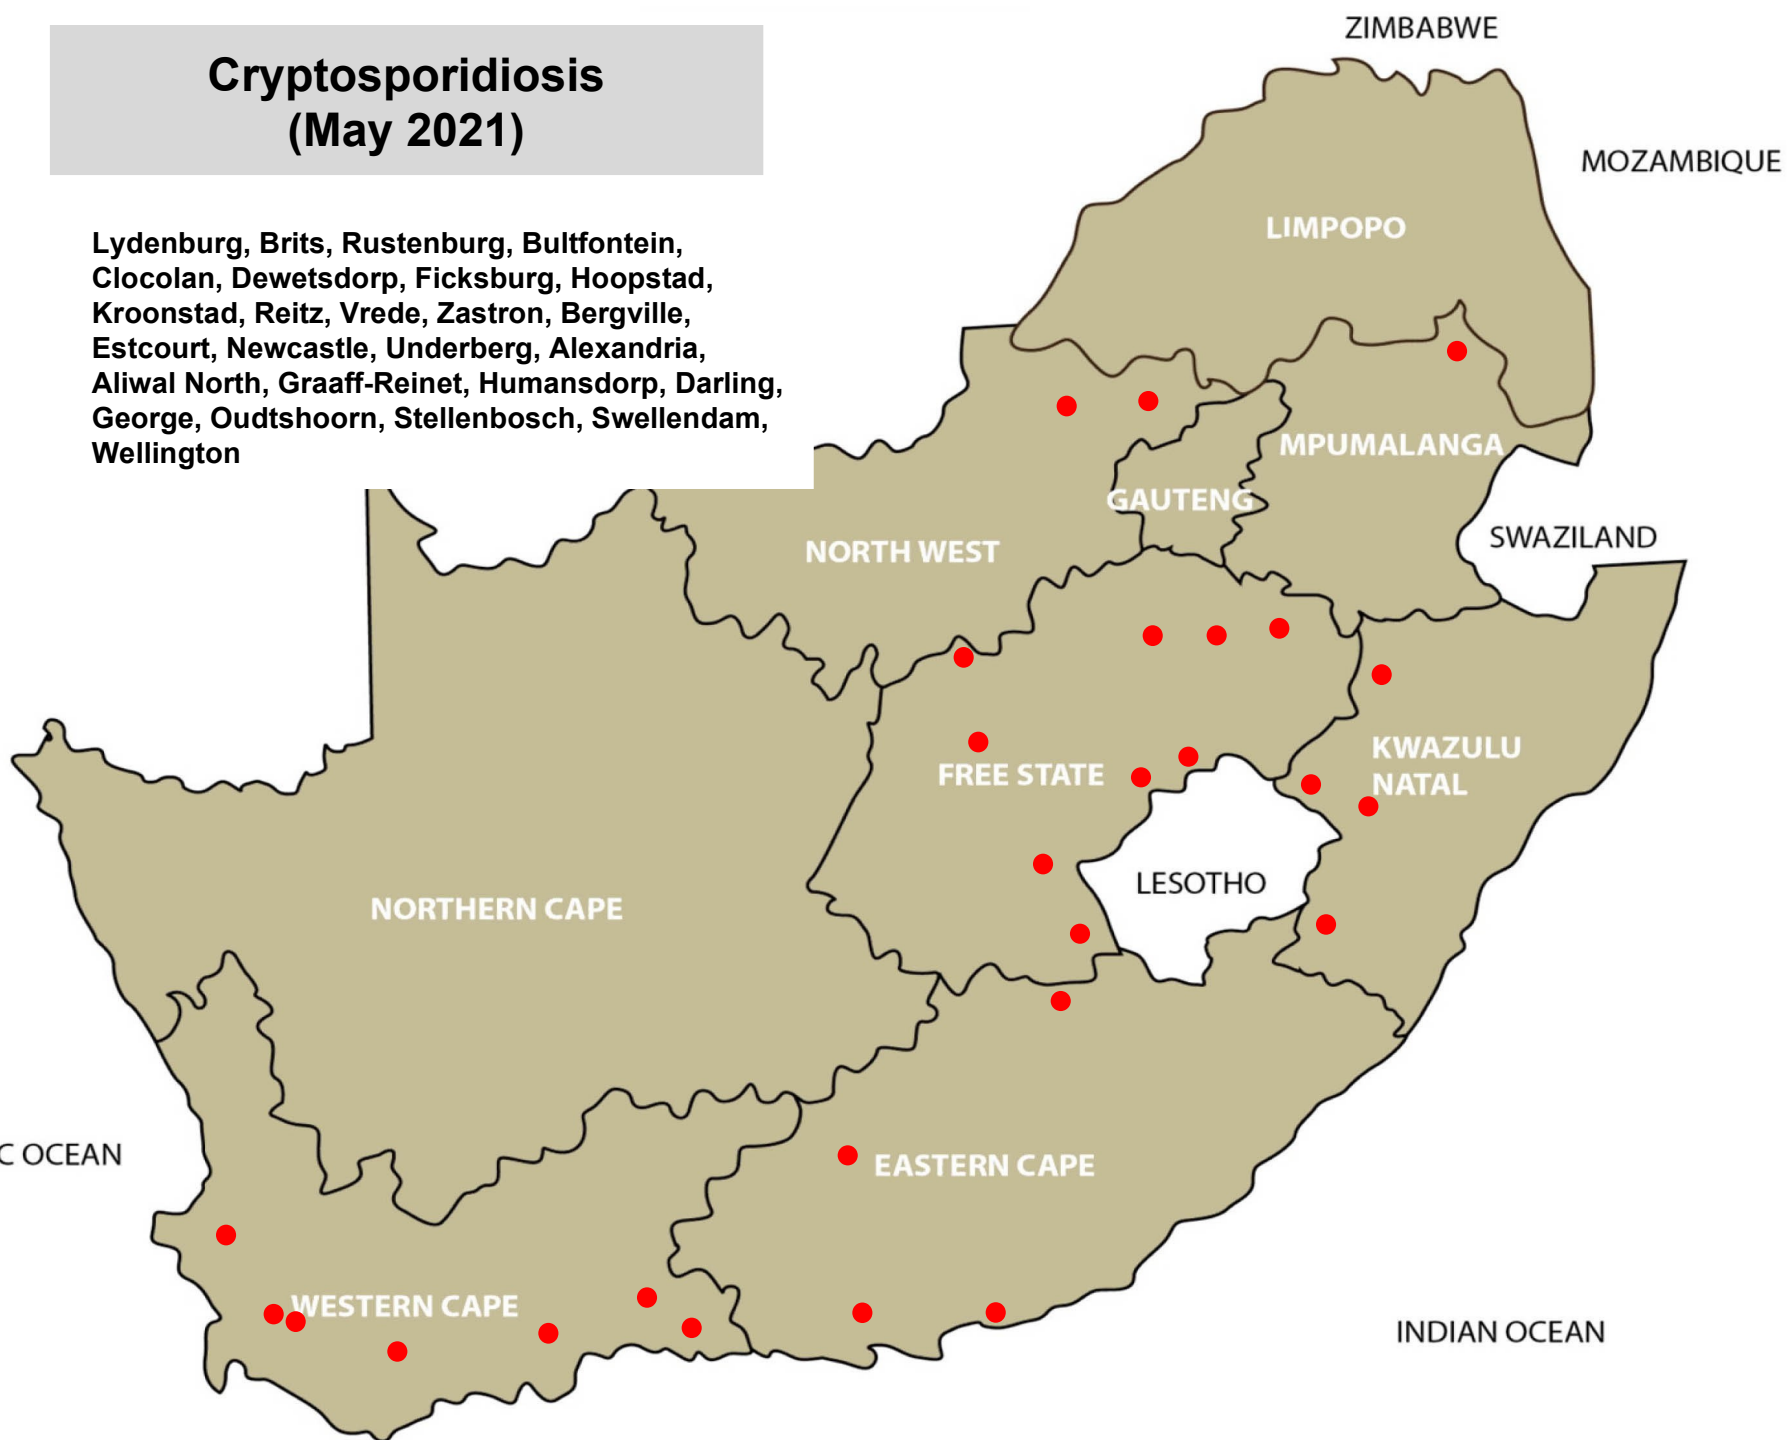 Cryptosporidiosis
(May 2021)
Lydenburg, Brits, Rustenburg, Bultfontein,
Clocolan, Dewetsdorp, Ficksburg, Hoopstad,
Kroonstad, Reitz, Vrede, Zastron, Bergville,
Estcourt, Newcastle, Underberg, Alexandria,
Aliwal North, Graaff-Reinet, Humansdorp, Darling,
George, Oudtshoorn, Stellenbosch, Swellendam,
Wellington
ZIMBABWE
MOZAMBIQUE
LIMPOPO
MPUMALANGA
GAUTENG
SWAZILAND
NORTH WEST
KWAZULU
NATAL
FREE STATE
LESOTHO
NORTHERN CAPE
C OCEAN
EASTERN CAPE
WESTERN CAPE
INDIAN OCEAN